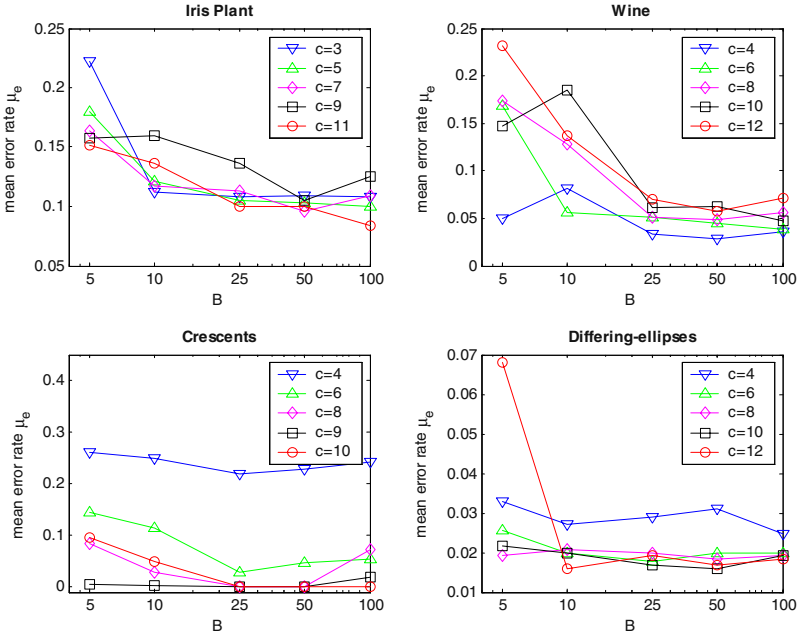 Iris Plant
0.25
0.2
0.15
0.1
0.05
mean error rate μe
5 10 25 50 100
B
c=3
c=5
c=7
c=9
c=11
Wine
0.25
0.2
0.15
0.1
0.05
0
mean error rate μe
5 10 25 50 100
B
c=4
c=6
c=8
c=10
c=12
Crescents
0.4
0.3
0.2
0.1
0
mean error rate μe
5 10 25 50 100
B
c=4
c=6
c=8
c=9
c=10
Differing-ellipses
0.07
0.06
0.05
0.04
0.03
0.02
0.01
mean error rate μe
5 10 25 50 100
B
c=4
c=6
c=8
c=10
c=12